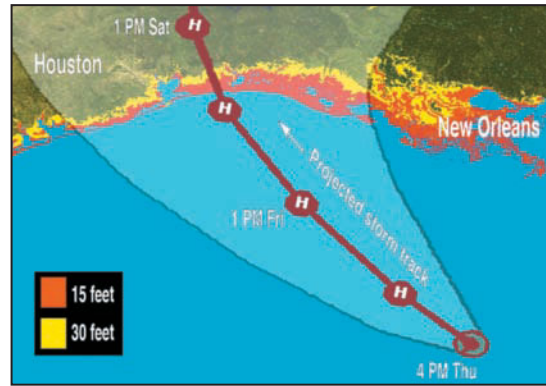 1 PM Sat
H
Houston
H
New Orleans
Projected storm track
H
1 PM Fri
H
15 feet
30 feet
4 PM Thu